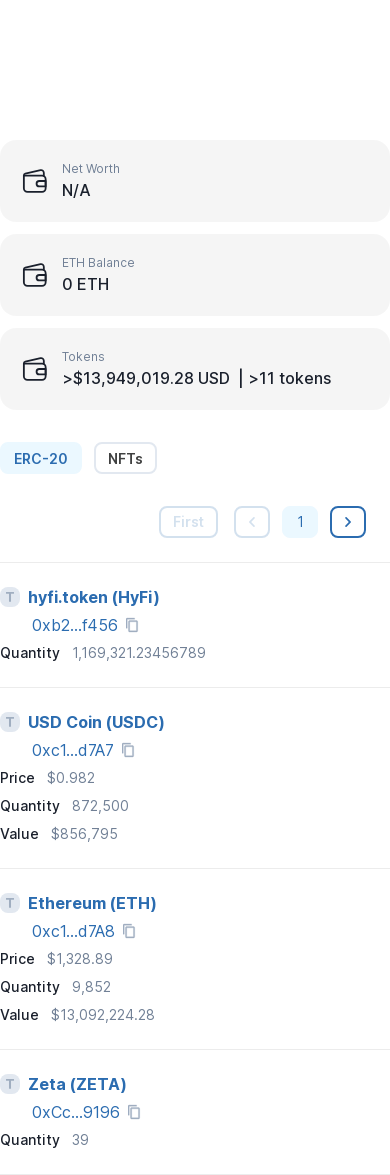 Net Worth
N/A
ETH Balance
0 ETH
Tokens
>$13,949,019.28 USD | >11 tokens
ERC-20 NFTs
First 1
T hyfi.token (HyFi)
0xb2...f456
Quantity 1,169,321.23456789
T USD Coin (USDC)
0xc1...d7A7
Price $0.982
Quantity 872,500
Value $856,795
T Ethereum (ETH)
0xc1...d7A8
Price $1,328.89
Quantity 9,852
Value $13,092,224.28
T Zeta (ZETA)
0xCc...9196
Quantity 39